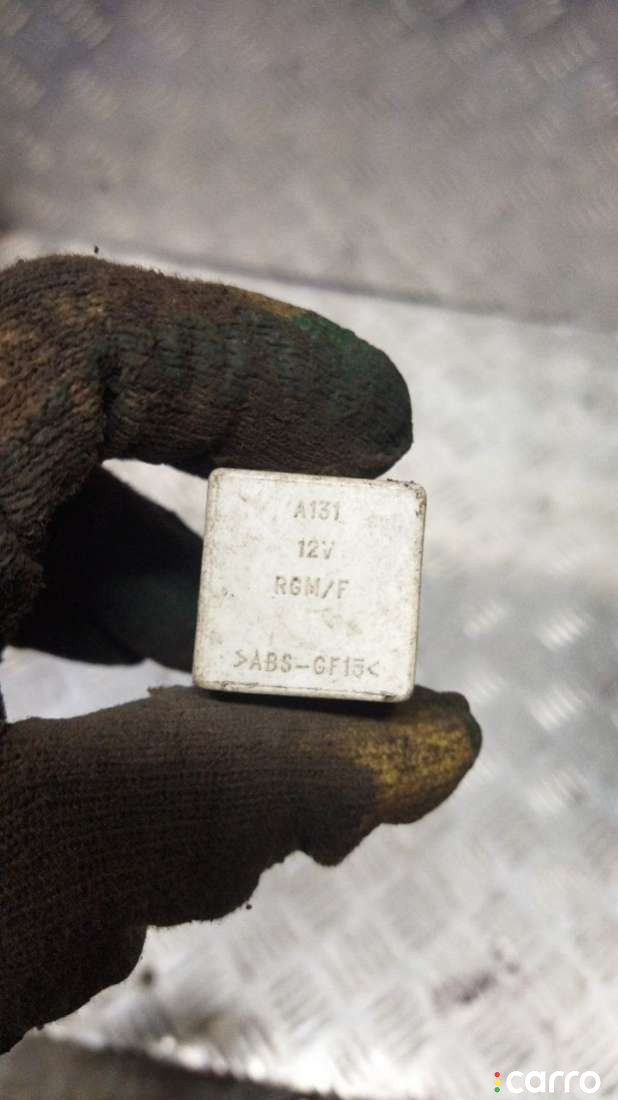 A131
12V
RGM/F
>ABS-GF15<
carro